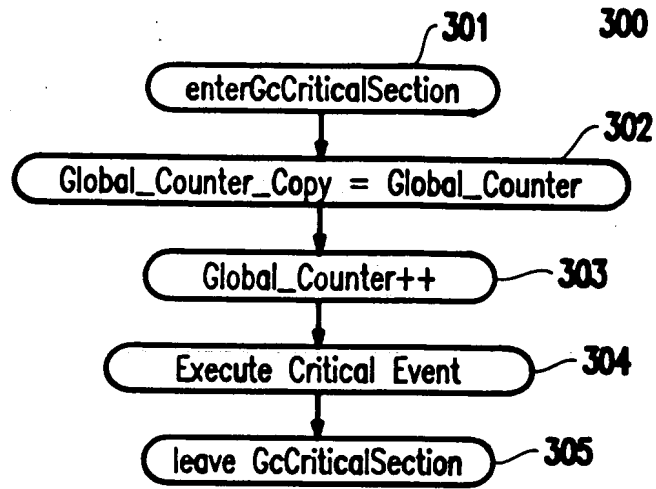 301
300
enterGcCriticalSection
302
Global_Counter_Copy = Global_Counter
Global_Counter++
303
Execute Critical Event
304
leave GcCriticalSection
305